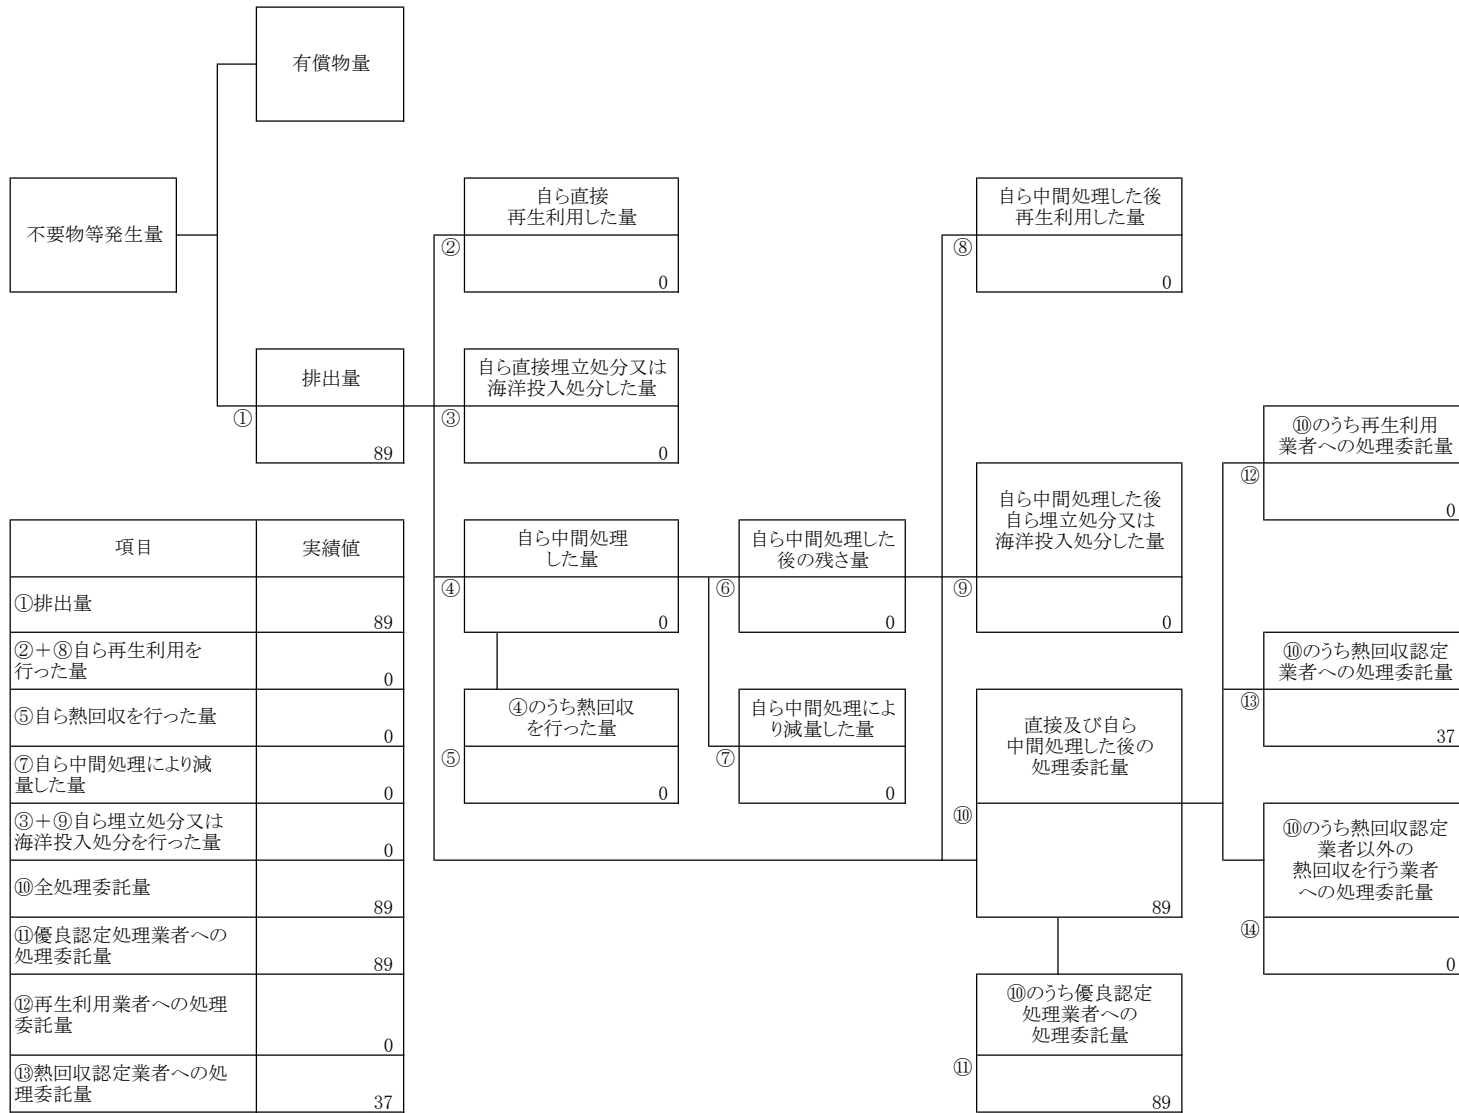 有償物量
不要物等発生量
自ら直接
再生利用した量
②
0
自ら中間処理した後
再生利用した量
⑧
0
排出量
①
89
自ら直接埋立処分又は
海洋投入処分した量
③
0
⑩のうち再生利用
業者への処理委託量
⑫
0
自ら中間処理した後
自ら埋立処分又は
海洋投入処分した量
⑨
0
自ら中間処理
した量
④
0
自ら中間処理した
後の残さ量
⑥
0
⑩のうち熱回収認定
業者への処理委託量
⑬
37
④のうち熱回収
を行った量
⑤
0
自ら中間処理によ
り減量した量
⑦
0
直接及び自ら
中間処理した後の
処理委託量
⑩
89
⑩のうち熱回収認定
業者以外の
熱回収を行う業者
への処理委託量
⑭
0
⑩のうち優良認定
処理業者への
処理委託量
⑪
89
項目 実績値
①排出量
89
②+⑧自ら再生利用を
行った量
0
⑤自ら熱回収を行った量
0
⑦自ら中間処理により減
量した量
0
③+⑨自ら埋立処分又は
海洋投入処分を行った量
0
⑩全処理委託量
89
⑪優良認定処理業者への
処理委託量
89
⑫再生利用業者への処理
委託量
0
⑬熱回収認定業者への処
理委託量
37